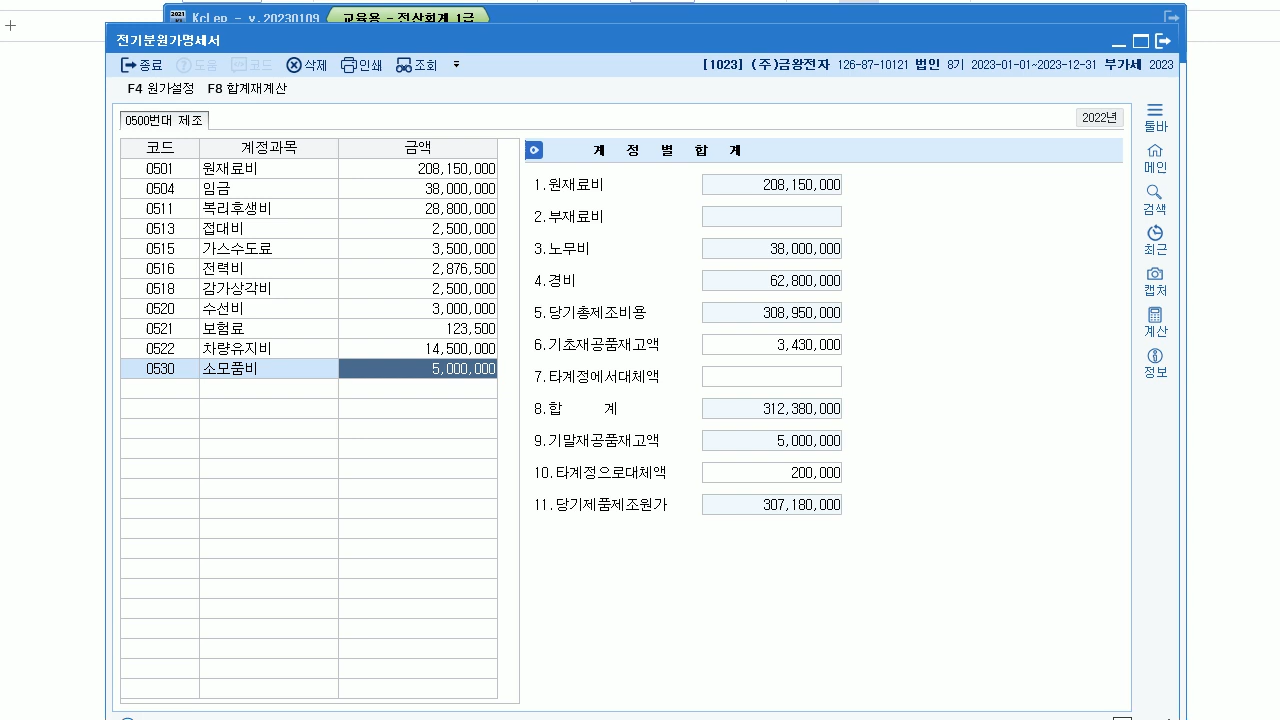 KcLep - v.20230109 교육용 - 전산회계 1급
전기분원가명세서
종료 도움 코드 삭제 인쇄 조회 [1023] (주)금왕전자 126-87-10121 법인 8기 2023-01-01~2023-12-31 부가세 2023
F4 원가설정 F8 합계재계산
0500번대 제조 2022년
코드 계정과목 금액
0501 원재료비 208,150,000
0504 임금 38,000,000
0511 복리후생비 28,800,000
0513 접대비 2,500,000
0515 가스수도료 3,500,000
0516 전력비 2,876,500
0518 감가상각비 2,500,000
0520 수선비 3,000,000
0521 보험료 123,500
0522 차량유지비 14,500,000
0530 소모품비 5,000,000
계 정 별 합 계
1.원재료비 208,150,000
2.부재료비
3.노무비 38,000,000
4.경비 62,800,000
5.당기총제조비용 308,950,000
6.기초재공품재고액 3,430,000
7.타계정에서대체액
8.합 계 312,380,000
9.기말재공품재고액 5,000,000
10.타계정으로대체액 200,000
11.당기제품제조원가 307,180,000
툴바
메인
검색
최근
캡처
계산
정보